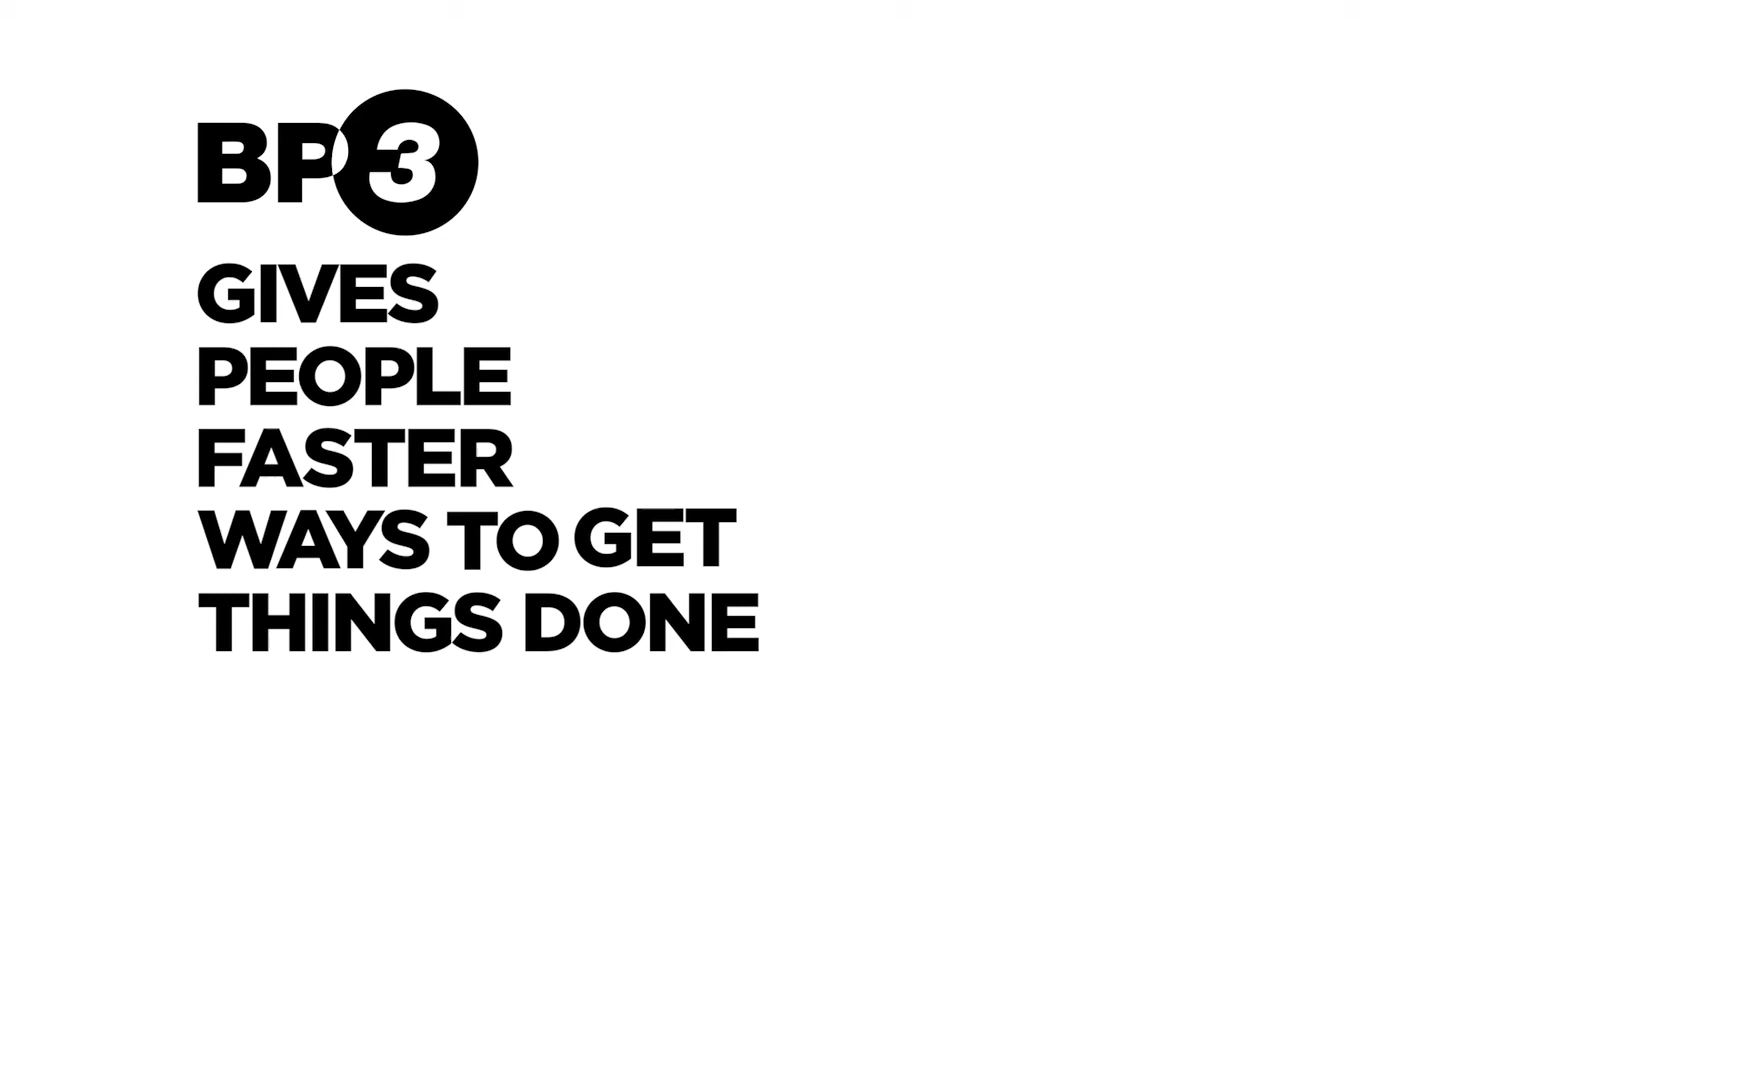 BP3
GIVES
PEOPLE
FASTER
WAYS TO GET
THINGS DONE